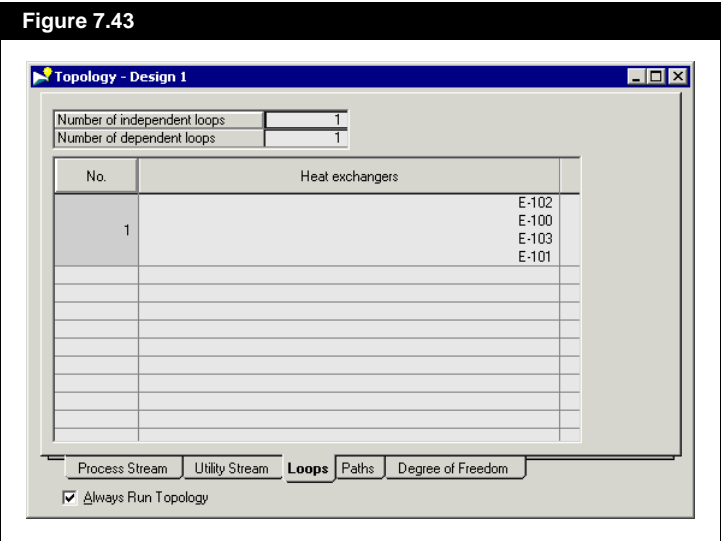 Figure 7.43
Topology - Design 1
Number of independent loops 1
Number of dependent loops 1
No. Heat exchangers
1
E-102
E-100
E-103
E-101
Process Stream Utility Stream Loops Paths Degree of Freedom
Always Run Topology